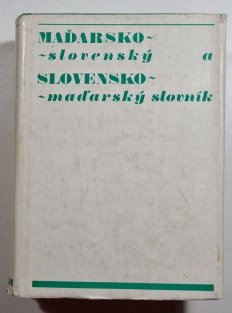 MAĎARSKO~
~slovenský a
SLOVENSKO~
~maďarský slovník